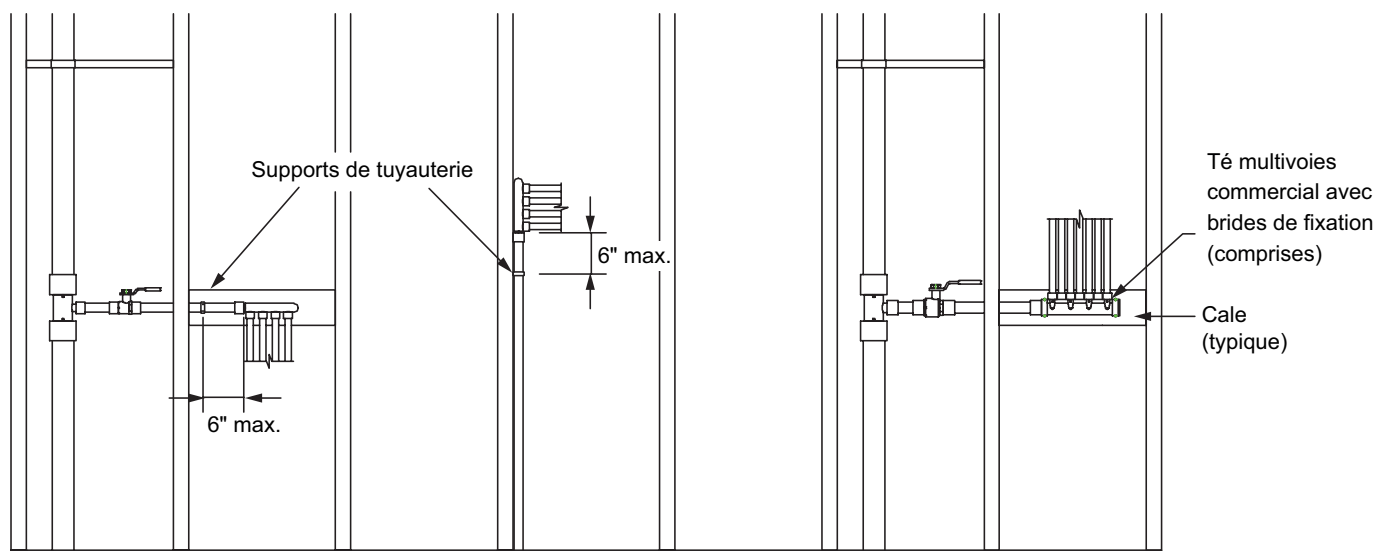 Supports de tuyauterie
6" max.
6" max.
Té multivoies
commercial avec
brides de fixation
(comprises)
Cale
(typique)